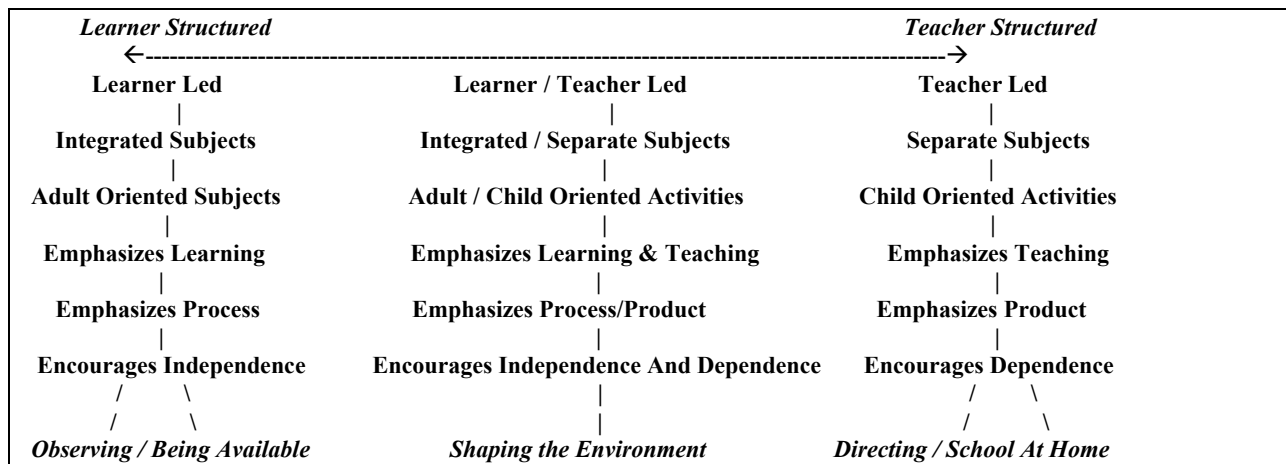 Learner Structured Teacher Structured
←----------------------------------------------------------------------------------------------------→
Learner Led Learner / Teacher Led Teacher Led
| |
Integrated Subjects Integrated / Separate Subjects Separate Subjects
| | |
Adult Oriented Subjects Adult / Child Oriented Activities Child Oriented Activities
| | |
Emphasizes Learning Emphasizes Learning & Teaching Emphasizes Teaching
| | |
Emphasizes Process Emphasizes Process/Product Emphasizes Product
| | |
Encourages Independence Encourages Independence And Dependence Encourages Dependence
/ \ | / \
/ \ | / \
Observing / Being Available Shaping the Environment Directing / School At Home